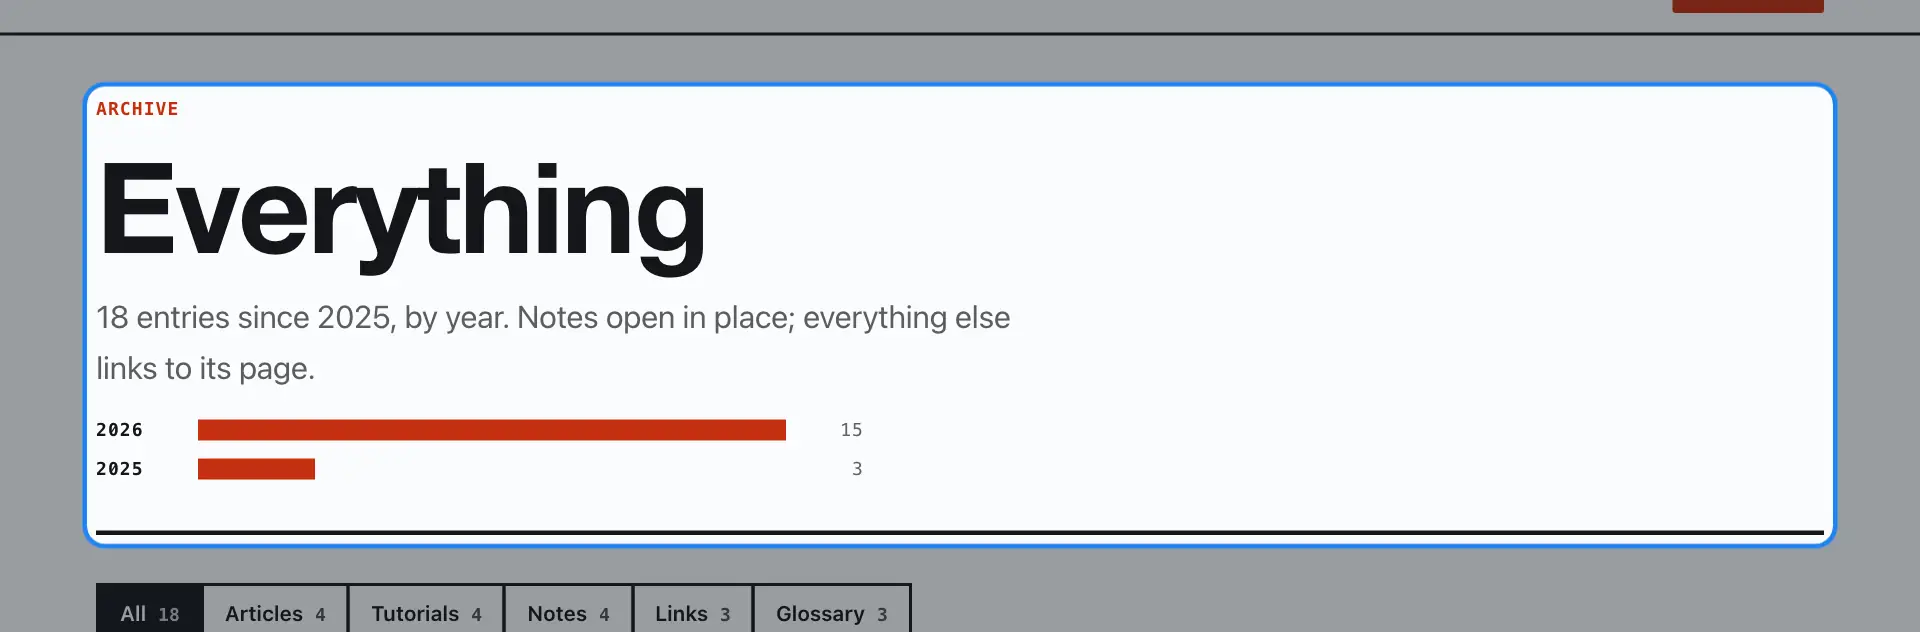 ARCHIVE
Everything
18 entries since 2025, by year. Notes open in place; everything else
links to its page.
2026 15
2025 3
All 18 Articles 4 Tutorials 4 Notes 4 Links 3 Glossary 3